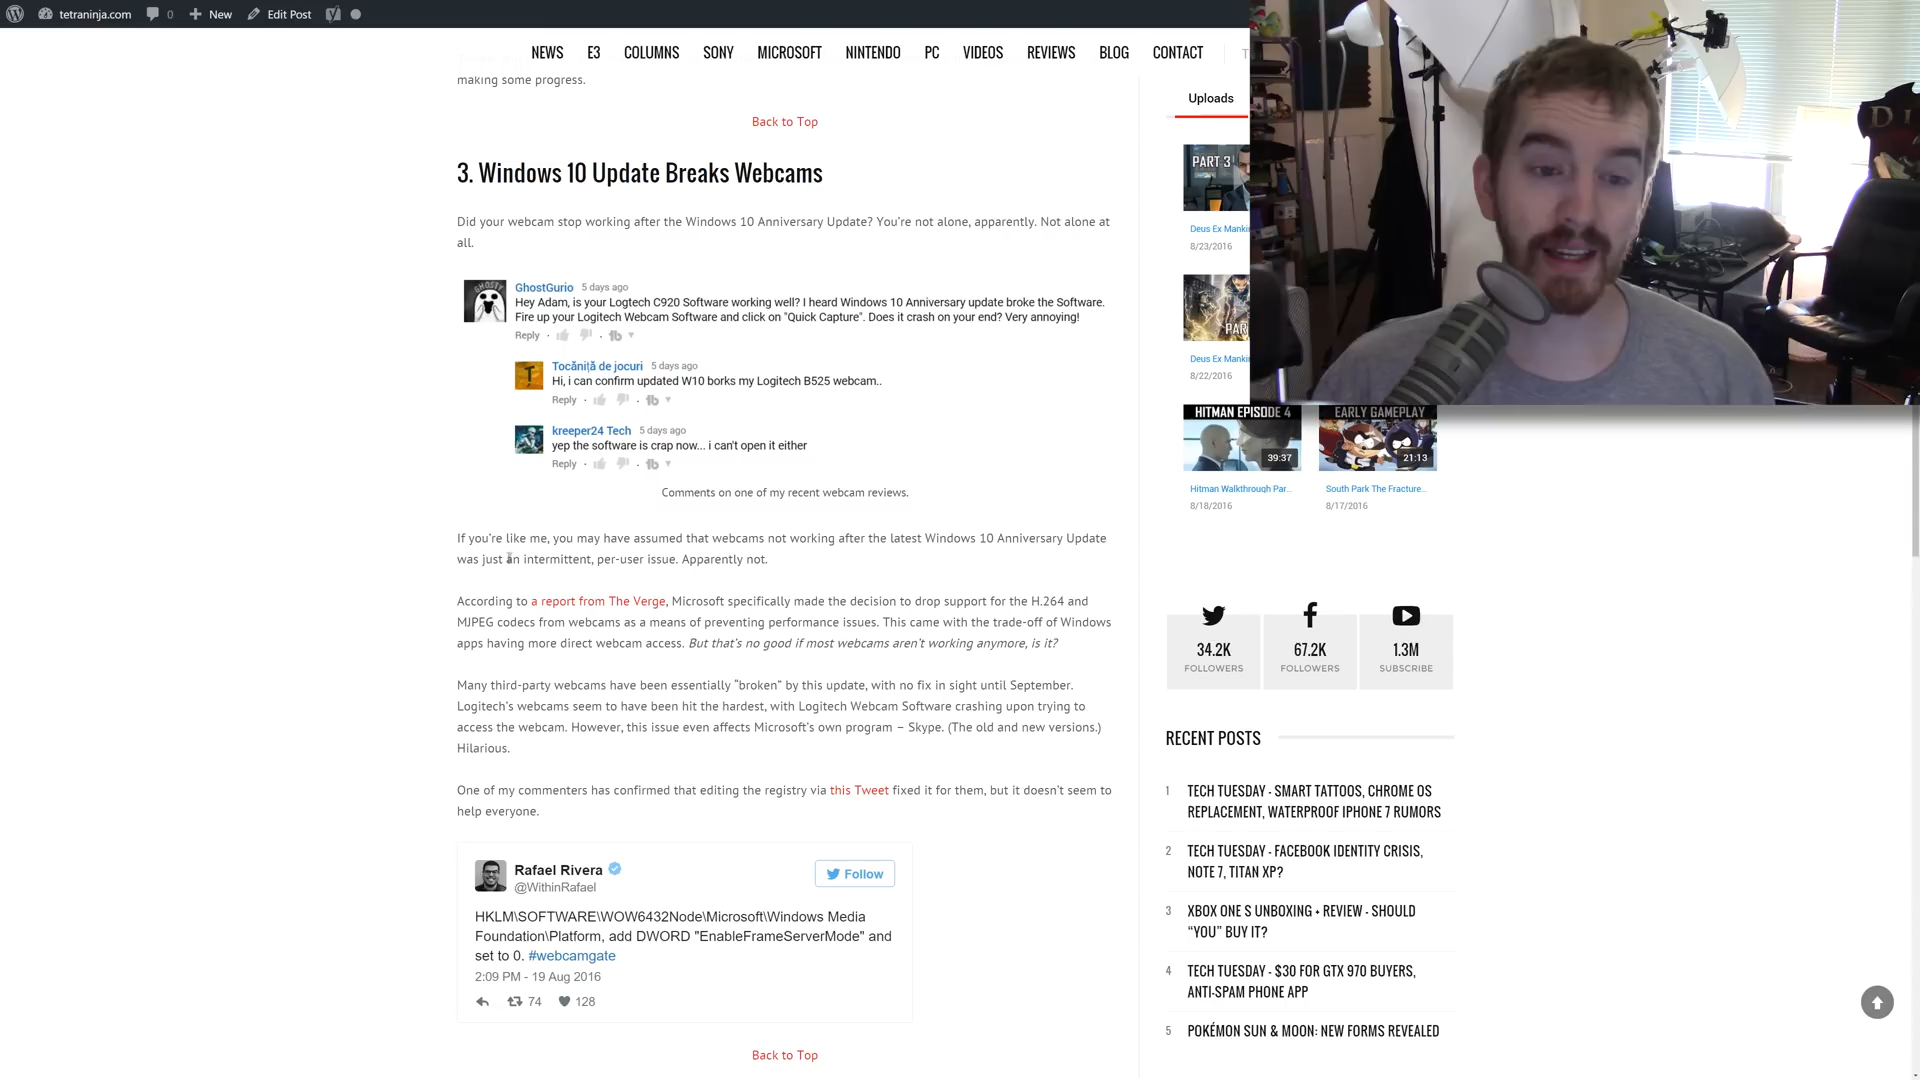 tetraninja.com 0 New Edit Post
NEWS E3 COLUMNS SONY MICROSOFT NINTENDO PC VIDEOS REVIEWS BLOG CONTACT
making some progress.
Back to Top
3. Windows 10 Update Breaks Webcams
Did your webcam stop working after the Windows 10 Anniversary Update? You're not alone, apparently. Not alone at
all.
GhostGurio 5 days ago
Hey Adam, is your Logtech C920 Software working well? I heard Windows 10 Anniversary update broke the Software.
Fire up your Logitech Webcam Software and click on "Quick Capture". Does it crash on your end? Very annoying!
Reply
Tocăniță de jocuri 5 days ago
Hi, i can confirm updated W10 borks my Logitech B525 webcam..
Reply
kreeper24 Tech 5 days ago
yep the software is crap now... i can't open it either
Reply
Comments on one of my recent webcam reviews.
If you're like me, you may have assumed that webcams not working after the latest Windows 10 Anniversary Update
was just an intermittent, per-user issue. Apparently not.
According to a report from The Verge, Microsoft specifically made the decision to drop support for the H.264 and
MJPEG codecs from webcams as a means of preventing performance issues. This came with the trade-off of Windows
apps having more direct webcam access. But that's no good if most webcams aren't working anymore, is it?
Many third-party webcams have been essentially “broken” by this update, with no fix in sight until September.
Logitech's webcams seem to have been hit the hardest, with Logitech Webcam Software crashing upon trying to
access the webcam. However, this issue even affects Microsoft's own program – Skype. (The old and new versions.)
Hilarious.
One of my commenters has confirmed that editing the registry via this Tweet fixed it for them, but it doesn't seem to
help everyone.
Rafael Rivera
@WithinRafael
Follow
HKLM\SOFTWARE\WOW6432Node\Microsoft\Windows Media
Foundation\Platform, add DWORD "EnableFrameServerMode" and
set to 0. #webcamgate
2:09 PM - 19 Aug 2016
74 128
Back to Top
Uploads
PART 3
Deus Ex Manki
8/23/2016
PAR
Deus Ex Manki
8/22/2016
HITMAN EPISODE 4
39:37
Hitman Walkthrough Par...
8/18/2016
EARLY GAMEPLAY
21:13
South Park The Fracture...
8/17/2016
34.2K 67.2K 1.3M
FOLLOWERS FOLLOWERS SUBSCRIBE
RECENT POSTS
1 TECH TUESDAY - SMART TATTOOS, CHROME OS
REPLACEMENT, WATERPROOF IPHONE 7 RUMORS
2 TECH TUESDAY - FACEBOOK IDENTITY CRISIS,
NOTE 7, TITAN XP?
3 XBOX ONE S UNBOXING + REVIEW - SHOULD
“YOU” BUY IT?
4 TECH TUESDAY - $30 FOR GTX 970 BUYERS,
ANTI-SPAM PHONE APP
5 POKÉMON SUN & MOON: NEW FORMS REVEALED